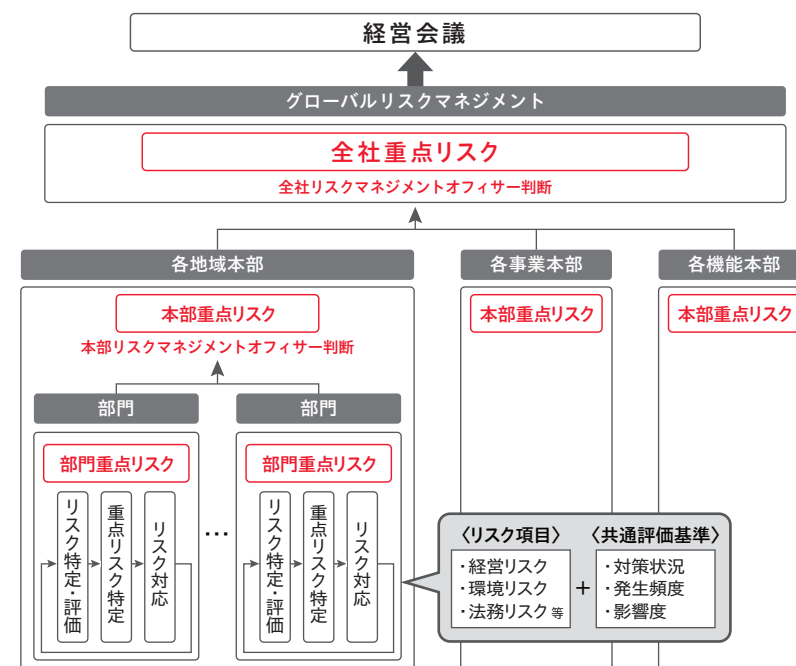 経営会議
グローバルリスクマネジメント
全社重点リスク
全社リスクマネジメントオフィサー判断
各地域本部
各事業本部
各機能本部
本部重点リスク
本部重点リスク
本部重点リスク
本部リスクマネジメントオフィサー判断
部門
部門
部門重点リスク
部門重点リスク
リスク特定・評価
重点リスク特定
リスク対応
…
リスク特定・評価
重点リスク特定
リスク対応
〈リスク項目〉
・経営リスク
・環境リスク
・法務リスク等
+
〈共通評価基準〉
・対策状況
・発生頻度
・影響度